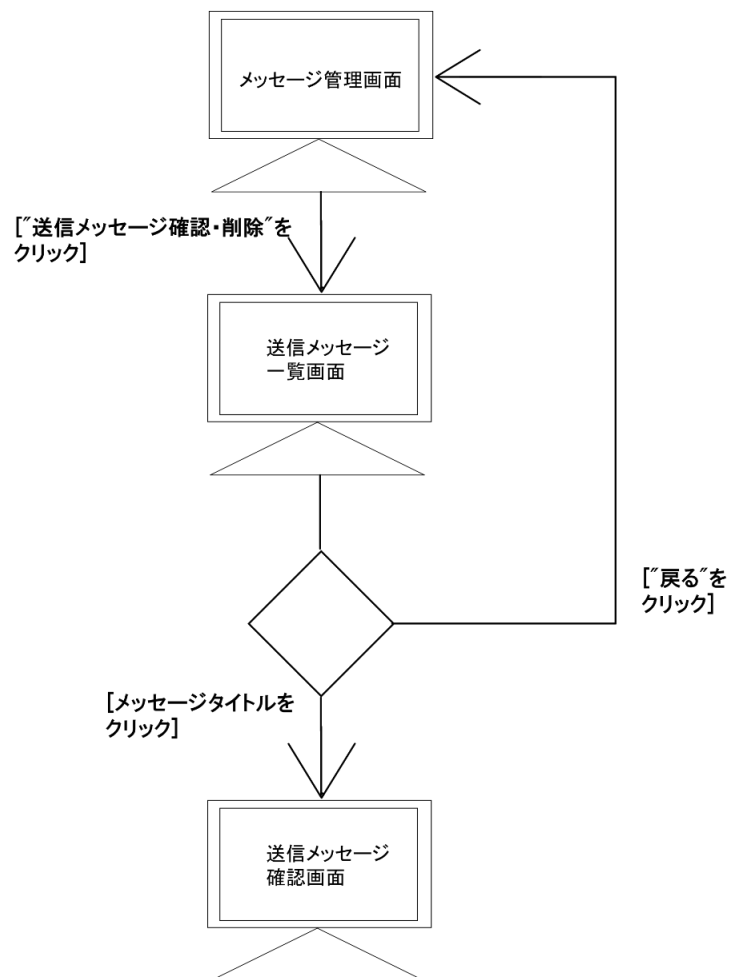 メッセージ管理画面
[″送信メッセージ確認・削除″を
クリック]
送信メッセージ
一覧画面
[″戻る″を
クリック]
[メッセージタイトルを
クリック]
送信メッセージ
確認画面